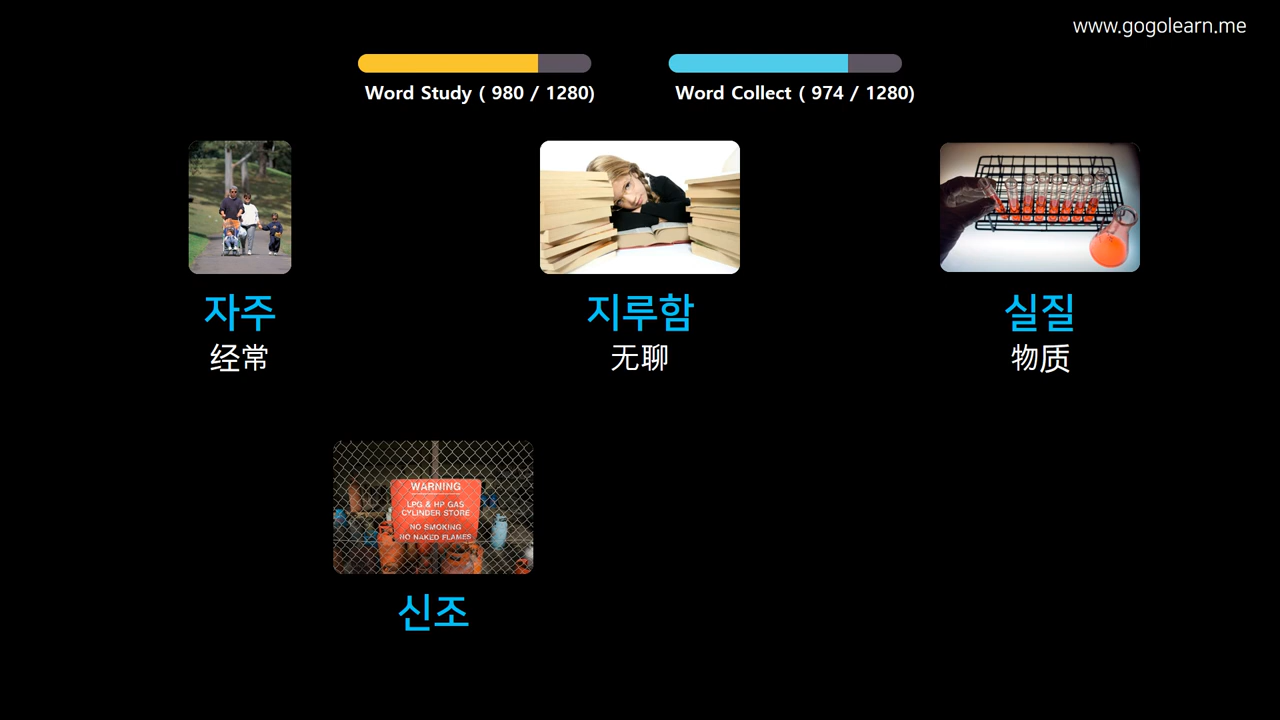 www.gogolearn.me
Word Study ( 980 / 1280)
Word Collect ( 974 / 1280)
자주
经常
지루함
无聊
실질
物质
WARNING
LPG & HP GAS
CYLINDER STORE
NO SMOKING
NO NAKED FLAMES
신조